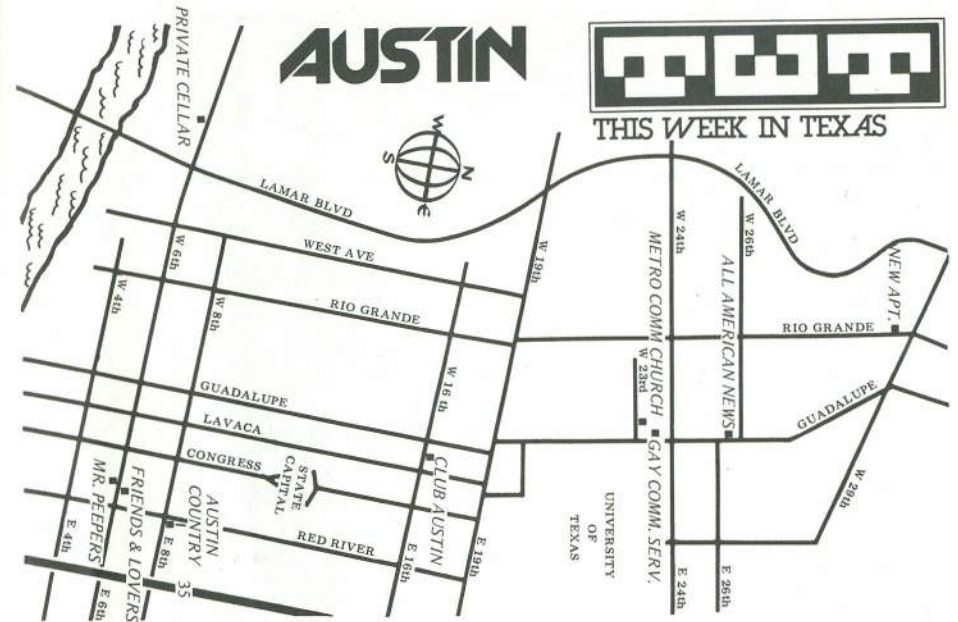 AUSTIN
TWT
THIS WEEK IN TEXAS
PRIVATE CELLAR
W
N
S
E
LAMAR BLVD
LAMAR BLVD
WEST AVE
W 19th
W 24th
W 26th
METRO COMM CHURCH
ALL AMERICAN NEWS
NEW APT.
W 6th
W 4th
W 8th
RIO GRANDE
RIO GRANDE
W 23rd
W 16th
GUADALUPE
GUADALUPE
LAVACA
CONGRESS
STATE
CAPITAL
CLUB AUSTIN
GAY COMM. SERV.
W 29th
UNIVERSITY
OF
TEXAS
MR. PEEPERS
FRIENDS & LOVERS
AUSTIN
COUNTRY
RED RIVER
E 4th
E 6th
E 8th
35
E 16th
E 19th
E 24th
E 26th